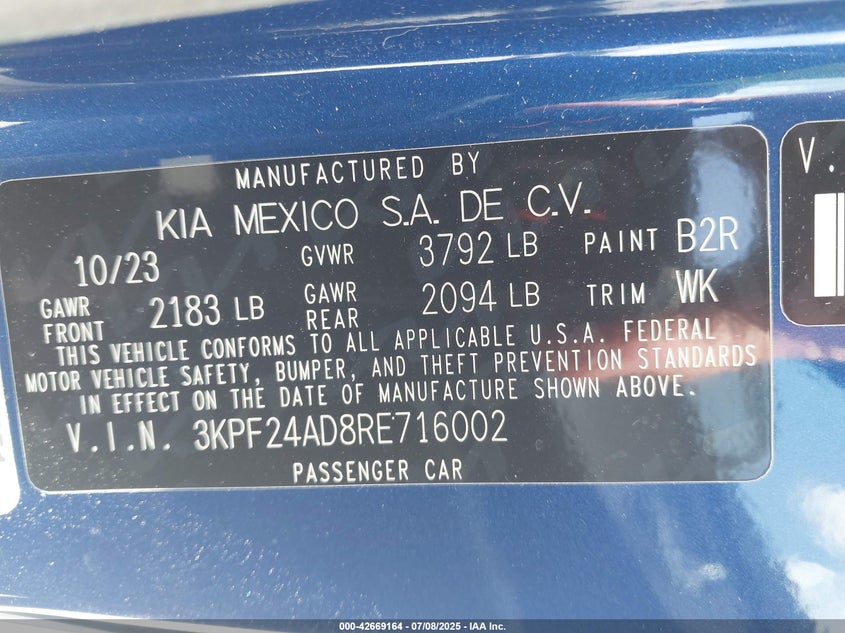 MANUFACTURED BY
KIA MEXICO S.A. DE C.V.
10/23 GVWR 3792 LB PAINT B2R
GAWR FRONT 2183 LB GAWR REAR 2094 LB TRIM WK
THIS VEHICLE CONFORMS TO ALL APPLICABLE U.S.A. FEDERAL
MOTOR VEHICLE SAFETY, BUMPER, AND THEFT PREVENTION STANDARDS
IN EFFECT ON THE DATE OF MANUFACTURE SHOWN ABOVE.
V.I.N. 3KPF24AD8RE716002
PASSENGER CAR
V.
000-42669164 - 07/08/2025 - IAA Inc.